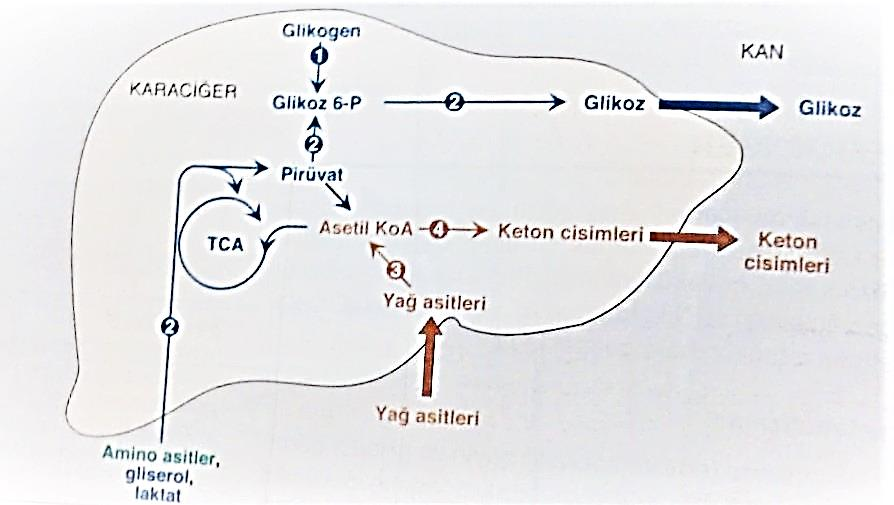 Glikogen
1
KAN
KARACİĞER
Glikoz 6-P
2
Glikoz
Glikoz
2
Pirüvat
TCA
Asetil KoA
4
Keton cisimleri
Keton
cisimleri
3
Yağ asitleri
2
Yağ asitleri
Amino asitler,
gliserol,
laktat